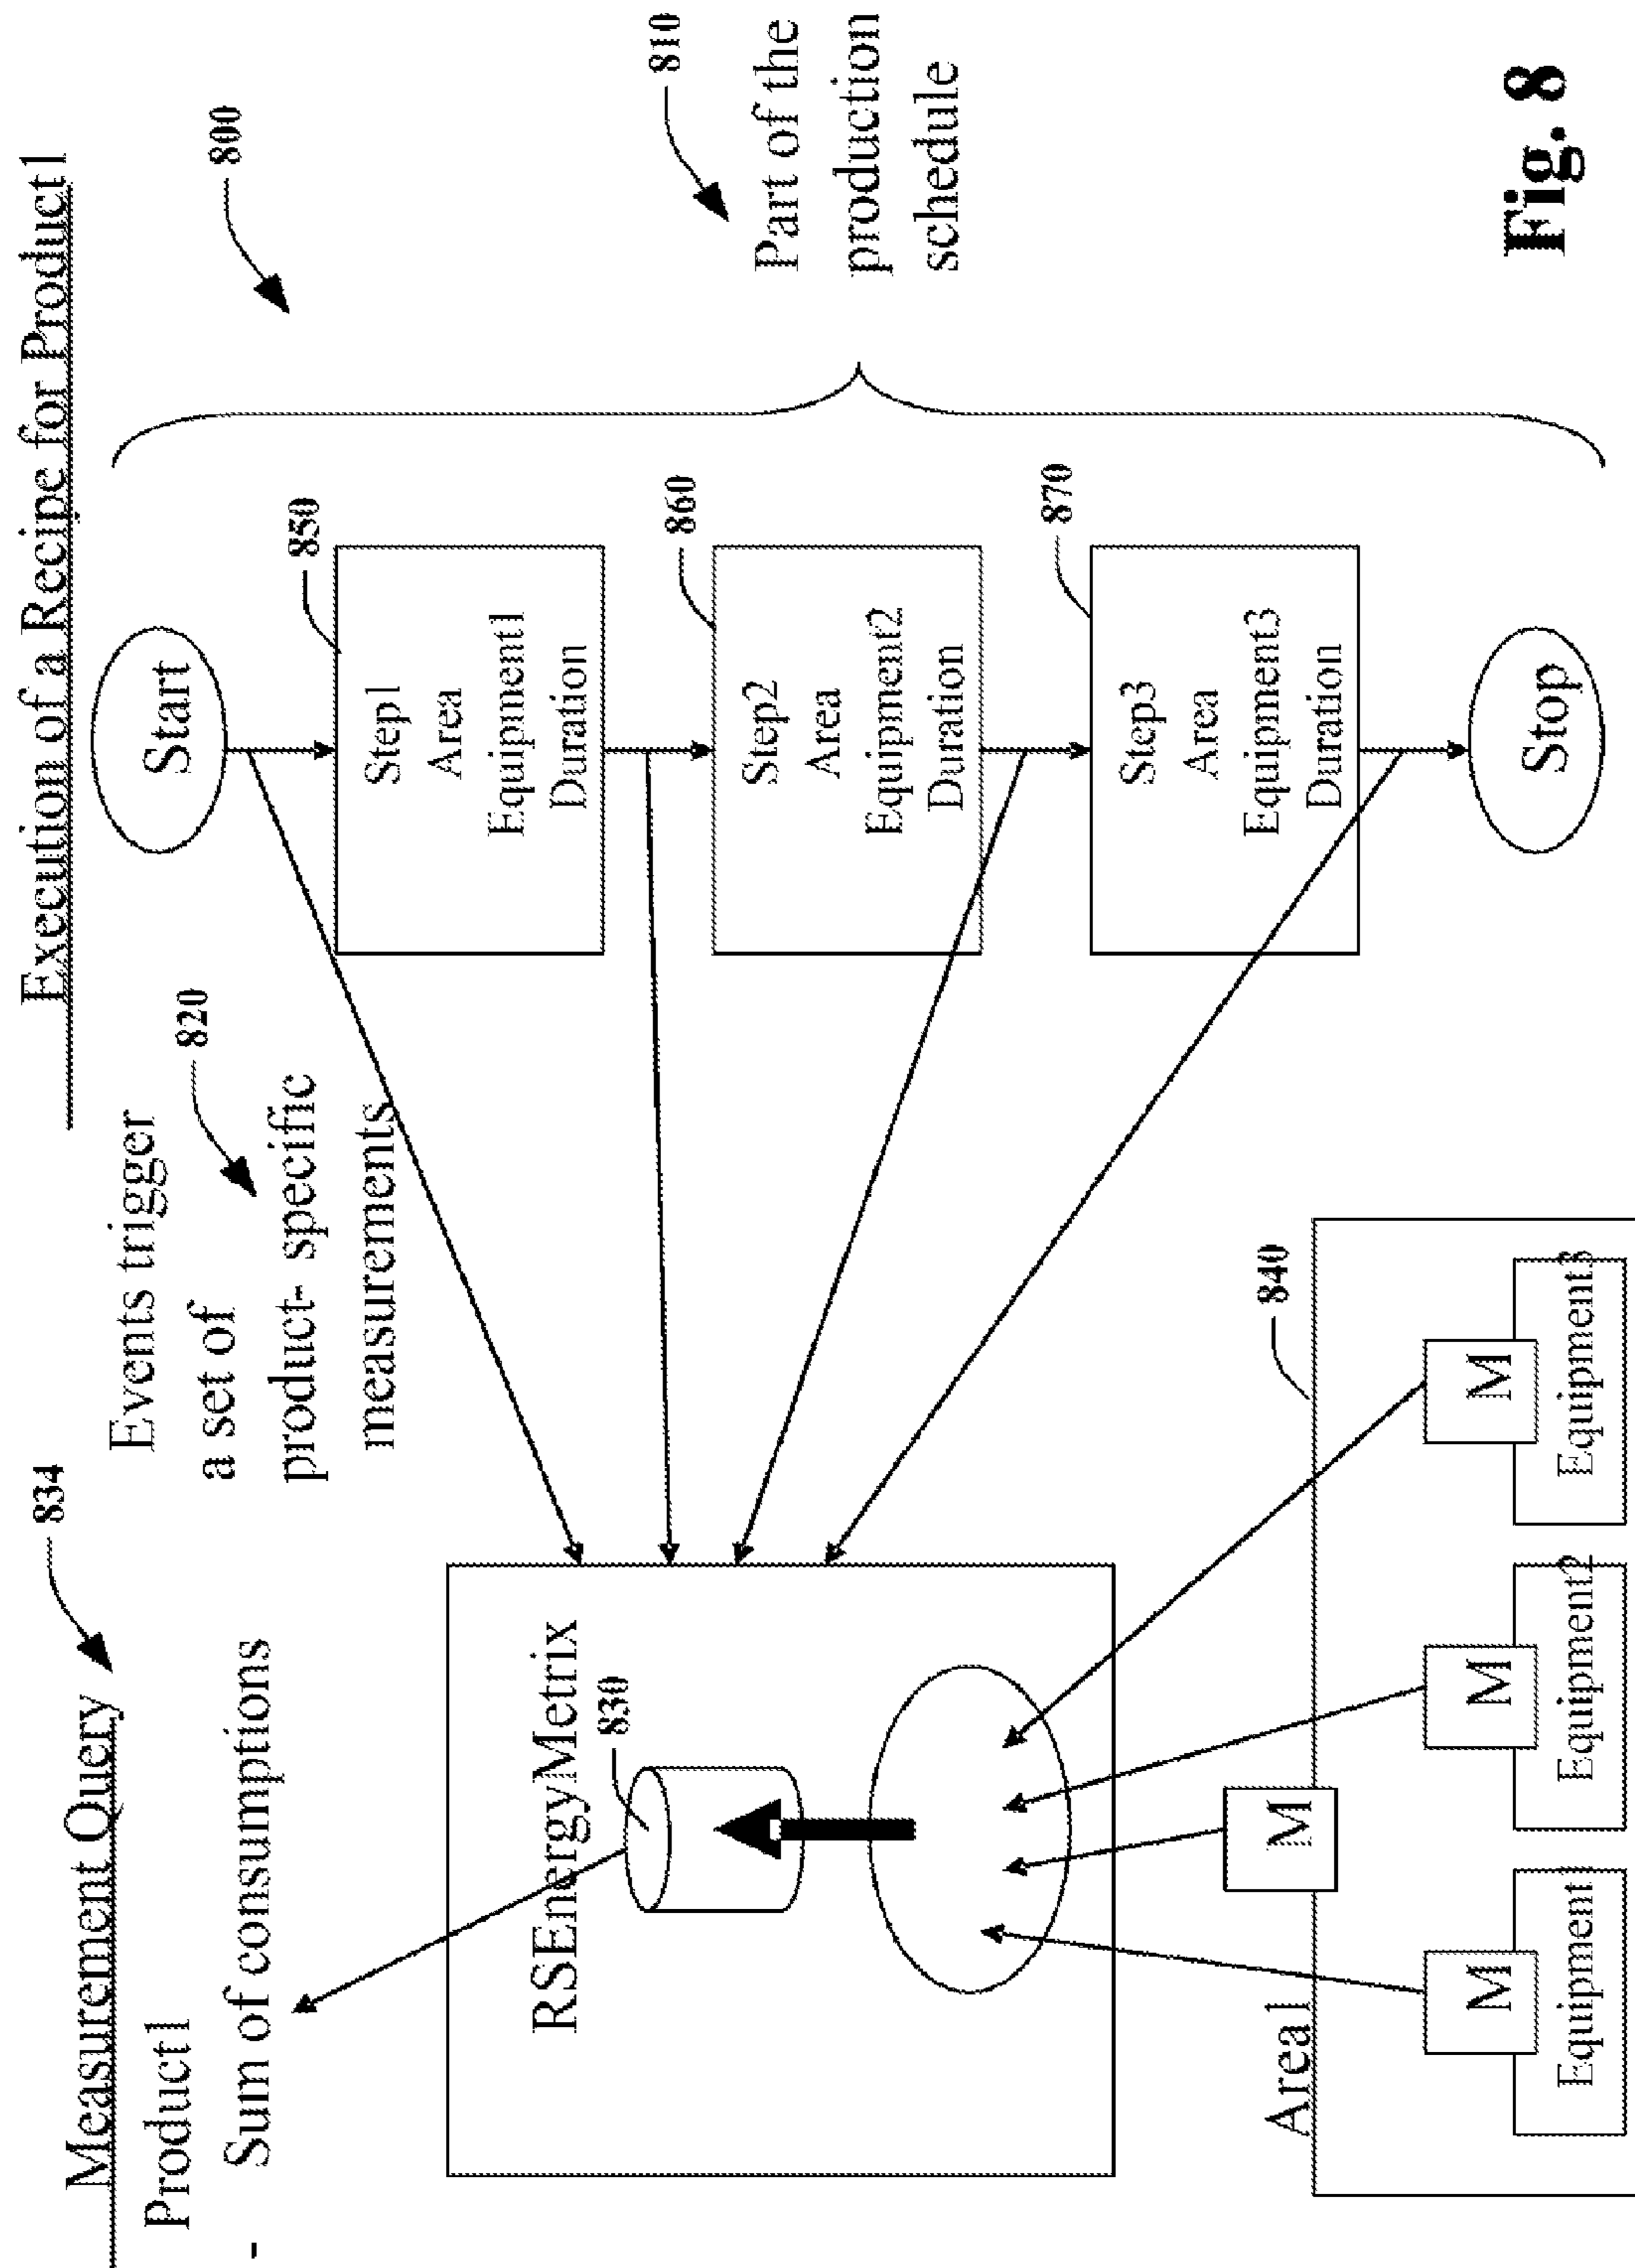 Execution of a Recipe for Product1
800
Start
850
Step1
Area
Equipment1
Duration
860
Step2
Area
Equipment2
Duration
870
Step3
Area
Equipment3
Duration
Stop
810
Part of the
production
schedule
Events trigger
a set of
product- specific
measurements
820
Measurement Query
834
Product1
- Sum of consumptions
RSEnergyMetrix
830
Area1
840
M
M
M
M
Equipment1
Equipment2
Equipment3
Fig. 8